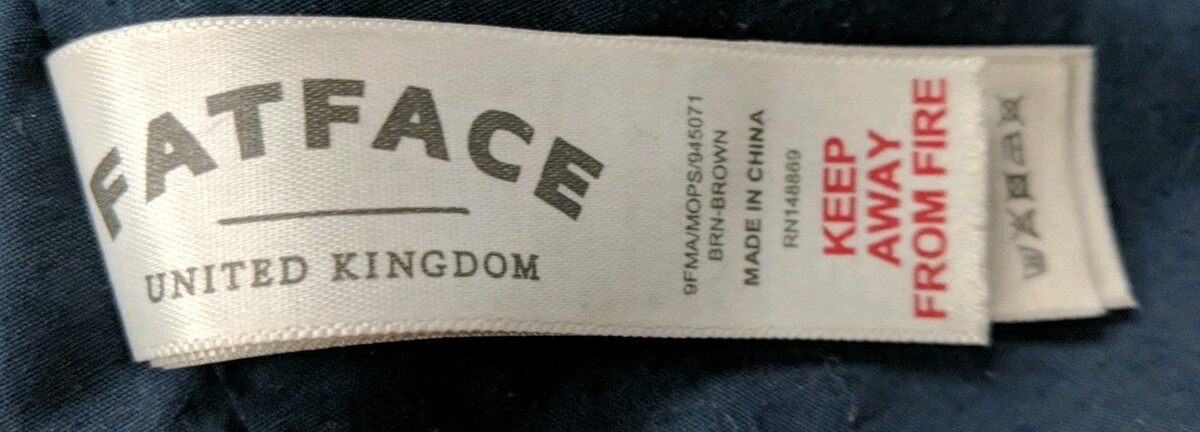 FATFACE
UNITED KINGDOM
9FMA/MOPS/945071
BRN-BROWN
MADE IN CHINA
RN148869
KEEP
AWAY
FROM FIRE